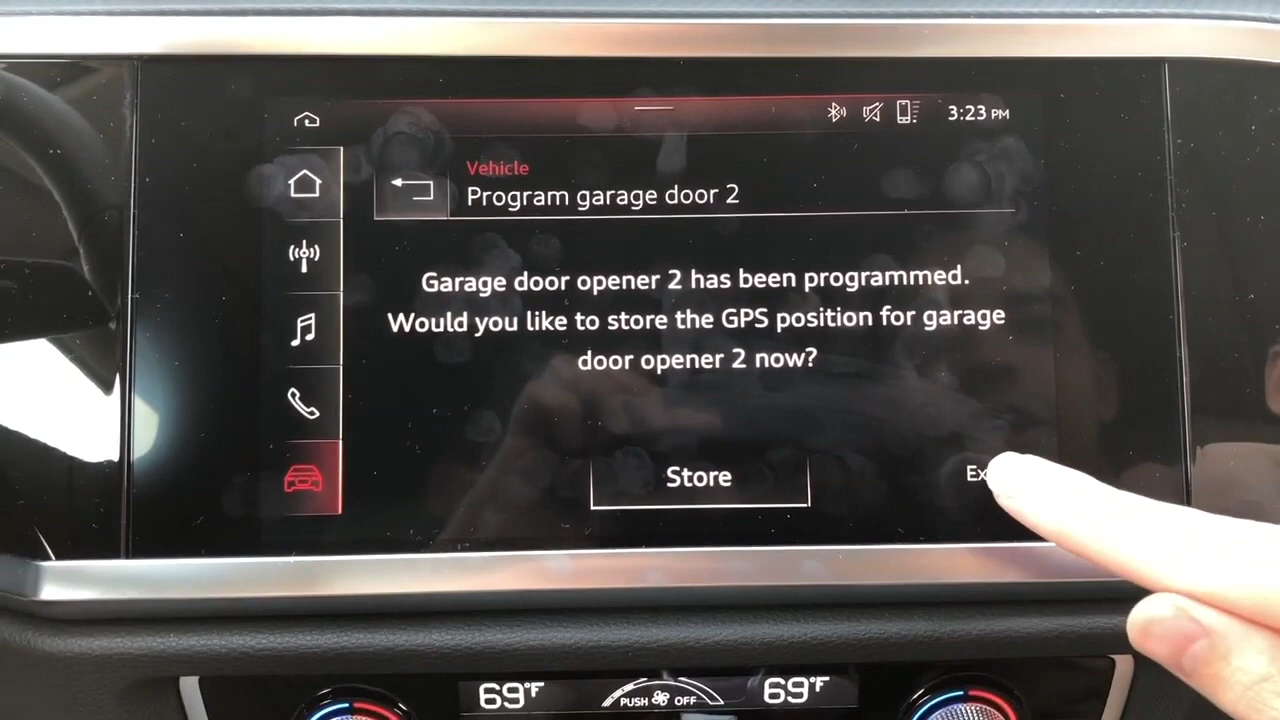 3:23 PM
Vehicle
Program garage door 2
Garage door opener 2 has been programmed.
Would you like to store the GPS position for garage
door opener 2 now?
Store
69°F
PUSH OFF
69°F